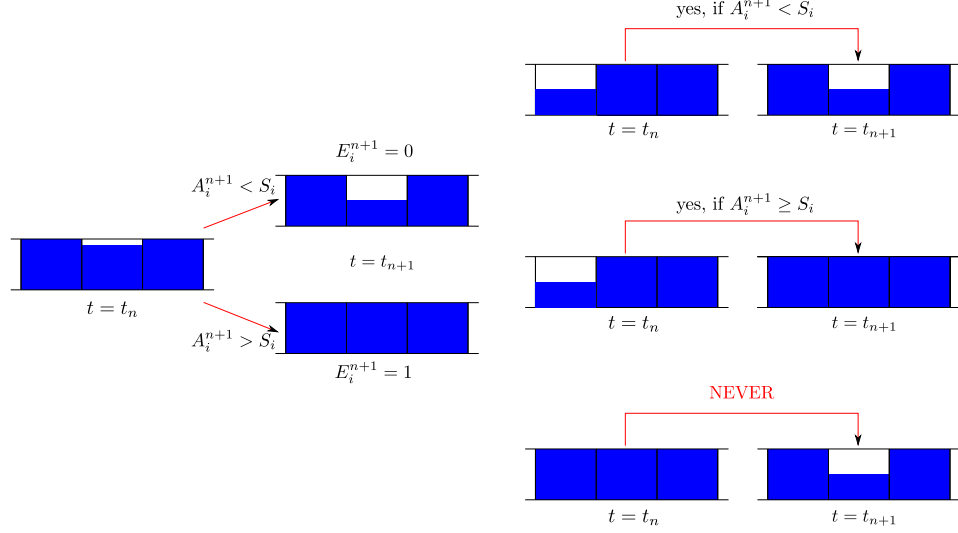 $E_i^{n+1} = 0$
$A_i^{n+1} < S_i$
$t = t_{n+1}$
$t = t_n$
$A_i^{n+1} > S_i$
$E_i^{n+1} = 1$
yes, if $A_i^{n+1} < S_i$
$t = t_n$
$t = t_{n+1}$
yes, if $A_i^{n+1} \geq S_i$
$t = t_n$
$t = t_{n+1}$
NEVER
$t = t_n$
$t = t_{n+1}$